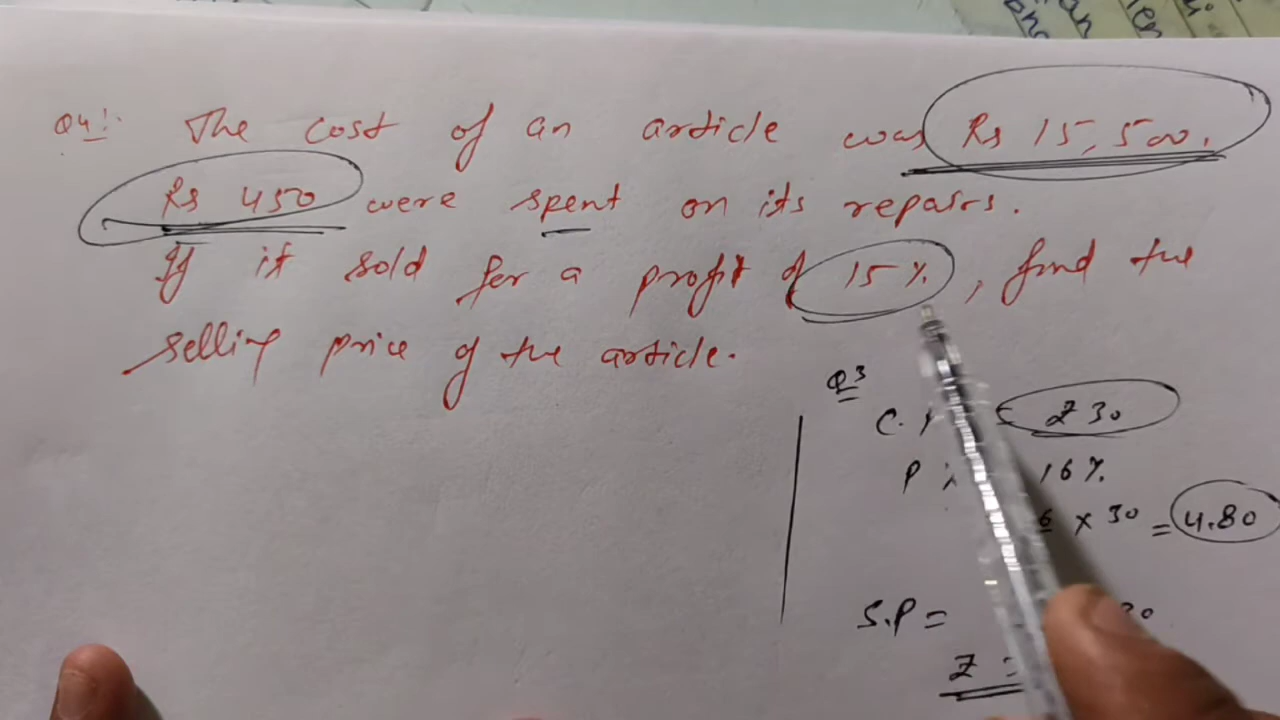 Q4:- The cost of an article was Rs 15,500.
Rs 450 were spent on its repairs.
If it sold for a profit of 15%, find the
selling price of the article.
Q3
C. = Z 30
P 16%
6 x 30 = 4.80
S.P =
Z =